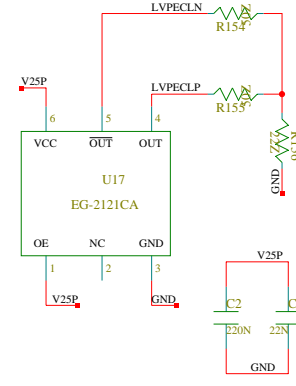 LVPECLN
R154
V25P
LVPECLP
R155
6 5 4
VCC OUT OUT
GND
U17
EG-2121CA
OE NC GND
1 2 3
V25P GND
V25P
C2 C
220N 22N
GND